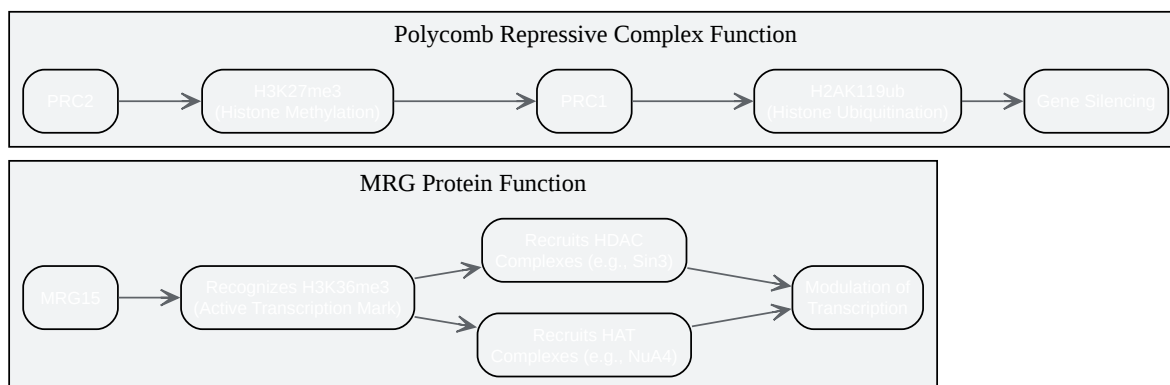 Polycomb Repressive Complex Function
PRC2
H3K27me3
(Histone Methylation)
PRC1
H2AK119ub
(Histone Ubiquitination)
Gene Silencing
MRG Protein Function
MRG15
Recognizes H3K36me3
(Active Transcription Mark)
Recruits HDAC
Complexes (e.g., Sin3)
Recruits HAT
Complexes (e.g., NuA4)
Modulation of
Transcription